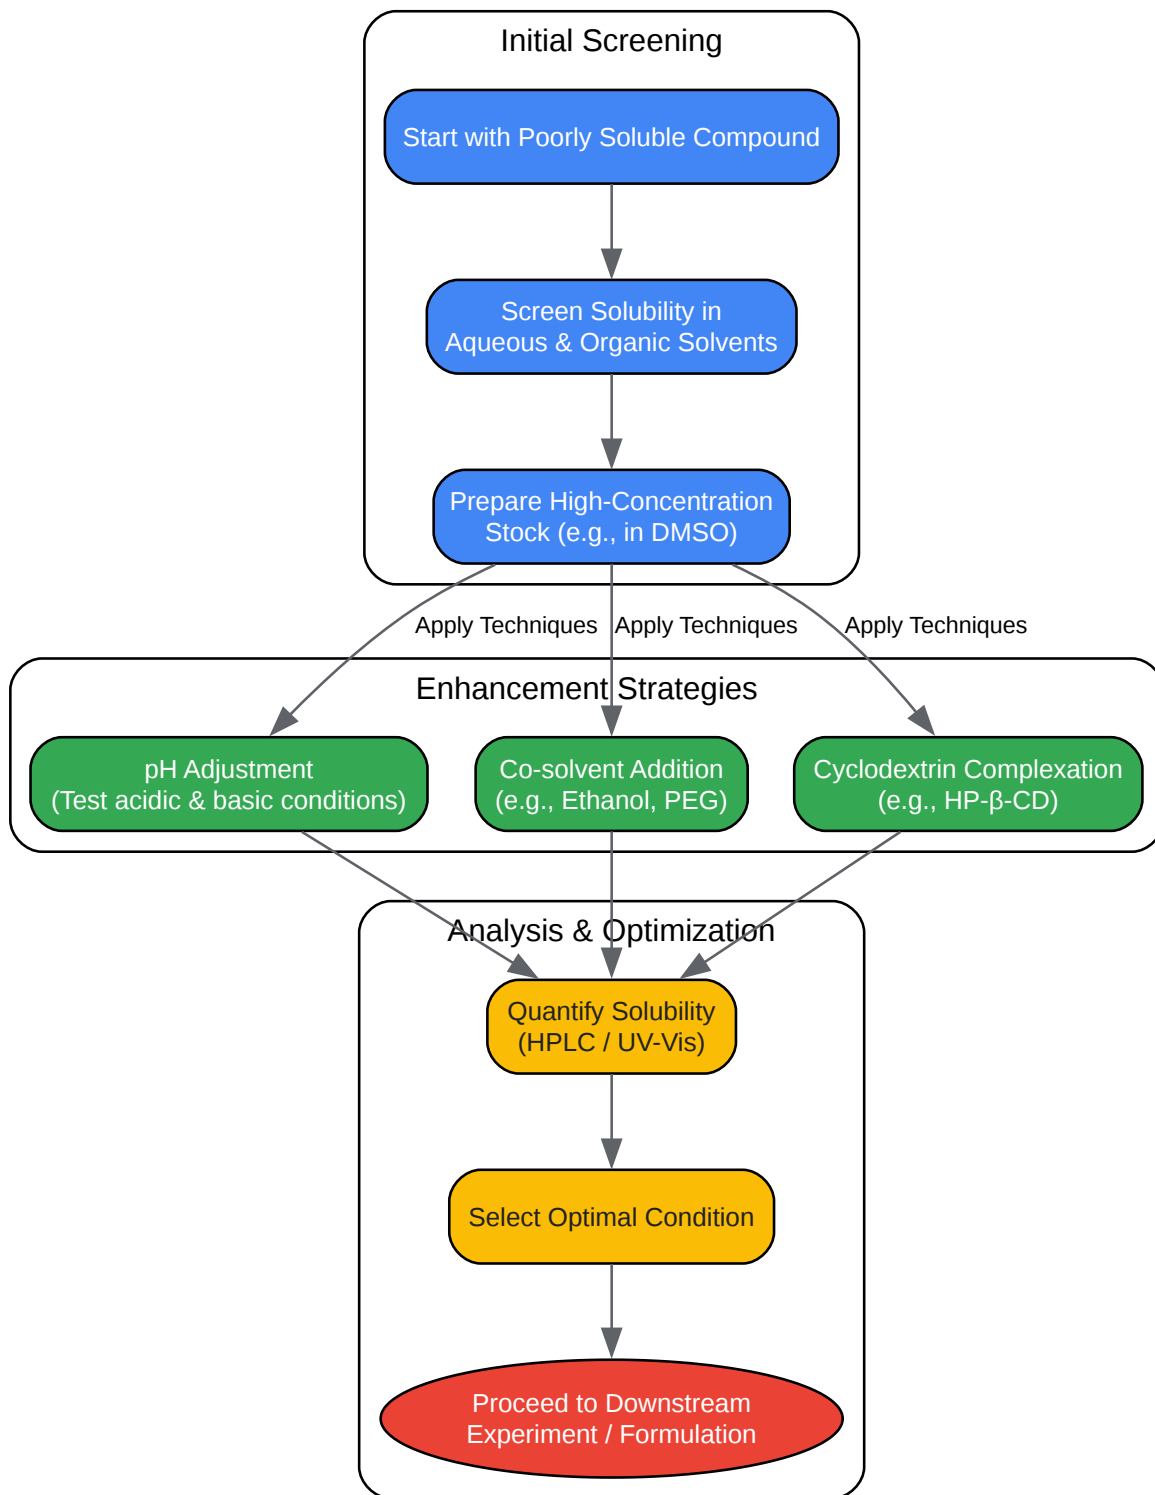 Initial Screening
Start with Poorly Soluble Compound
Screen Solubility in
Aqueous & Organic Solvents
Prepare High-Concentration
Stock (e.g., in DMSO)
Apply Techniques
Apply Techniques
Apply Techniques
Enhancement Strategies
pH Adjustment
(Test acidic & basic conditions)
Co-solvent Addition
(e.g., Ethanol, PEG)
Cyclodextrin Complexation
(e.g., HP-β-CD)
Analysis & Optimization
Quantify Solubility
(HPLC / UV-Vis)
Select Optimal Condition
Proceed to Downstream
Experiment / Formulation